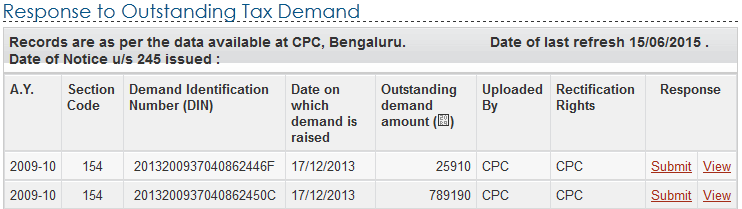 Response to Outstanding Tax Demand
Records are as per the data available at CPC, Bengaluru. Date of last refresh 15/06/2015 .
Date of Notice u/s 245 issued :
A.Y. Section Demand Identification Date on Outstanding Uploaded Rectification Response
Code Number (DIN) which demand By Rights
demand is amount ()
raised
2009-10 154 2013200937040862446F 17/12/2013 25910 CPC CPC Submit View
2009-10 154 2013200937040862450C 17/12/2013 789190 CPC CPC Submit View